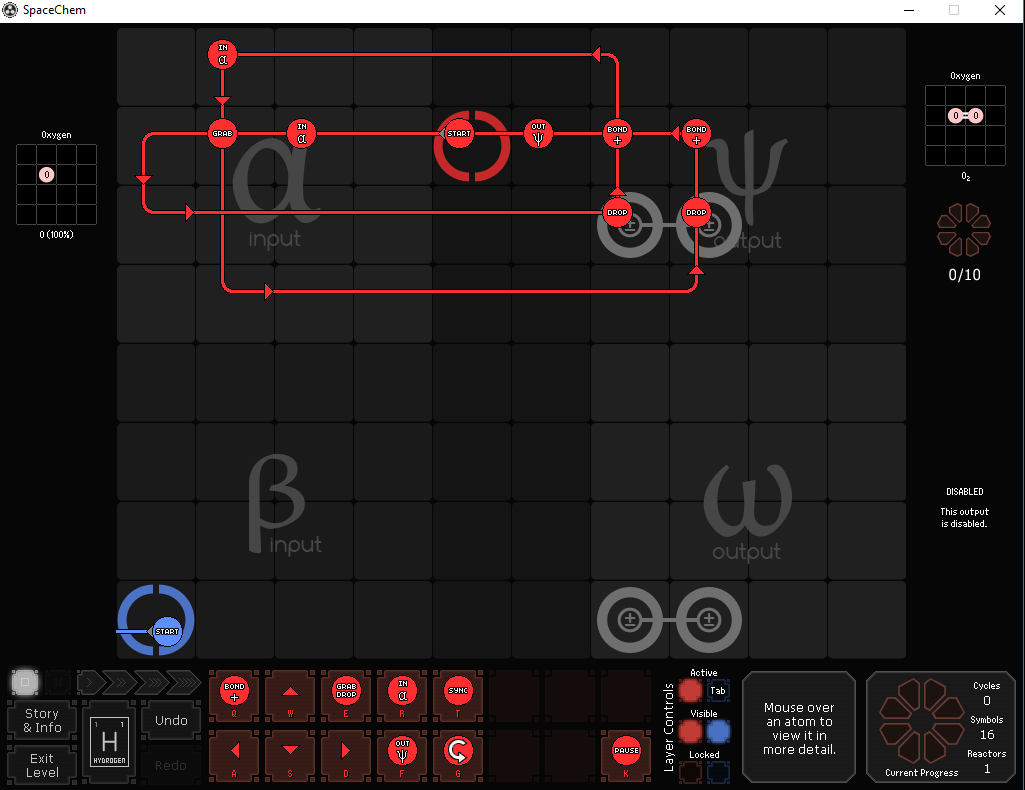 SpaceChem
IN
α
Oxygen
Oxygen
GRAB
IN
α
START
OUT
ψ
BOND
+
BOND
+
O
O
O
0 (100%)
O₂
α
input
ψ
output
DROP
DROP
±
±
0/10
β
input
ω
output
DISABLED
This output
is disabled.
START
±
±
Story
& Info
Exit
Level
1 1
H
HYDROGEN
Undo
Redo
BOND
+
Q
W
GRAB
DROP
E
IN
α
R
SYNC
T
A
S
D
OUT
ψ
F
G
PAUSE
K
Layer Controls
Active
Tab
Visible
Locked
Mouse over
an atom to
view it in
more detail.
Cycles
0
Symbols
16
Reactors
1
Current Progress